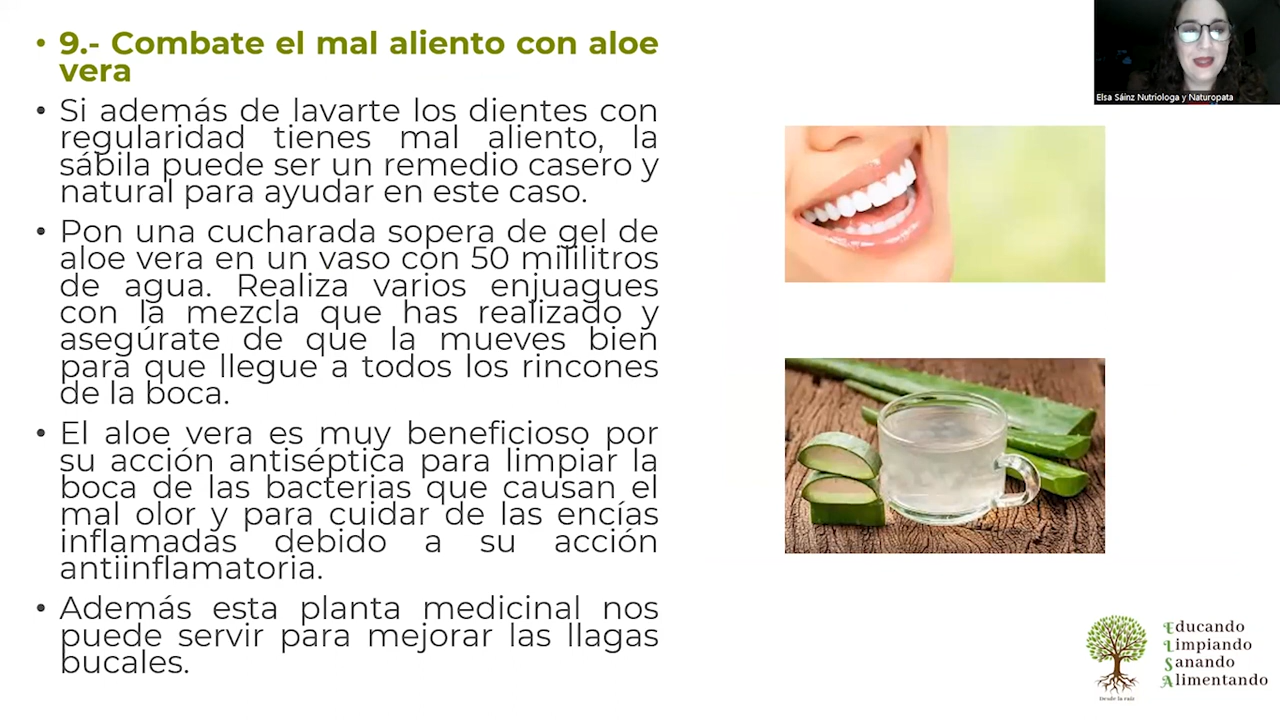 • 9.- Combate el mal aliento con aloe
vera
• Si además de lavarte los dientes con
regularidad tienes mal aliento, la
sábila puede ser un remedio casero y
natural para ayudar en este caso.
• Pon una cucharada sopera de gel de
aloe vera en un vaso con 50 mililitros
de agua. Realiza varios enjuagues
con la mezcla que has realizado y
asegúrate de que la mueves bien
para que llegue a todos los rincones
de la boca.
• El aloe vera es muy beneficioso por
su acción antiséptica para limpiar la
boca de las bacterias que causan el
mal olor y para cuidar de las encías
inflamadas debido a su acción
antiinflamatoria.
• Además esta planta medicinal nos
puede servir para mejorar las llagas
bucales.
Elsa Sáinz Nutriologa y Naturopata
Educando
Limpiando
Sanando
Alimentando
Desde la raíz